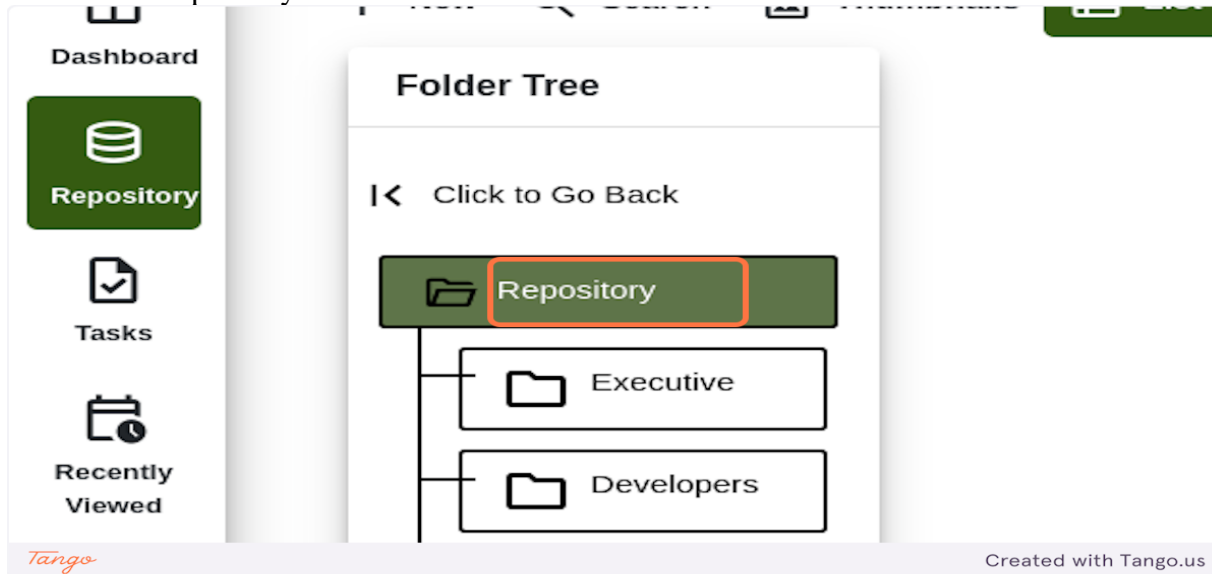 Dashboard
Folder Tree
Repository
Click to Go Back
Repository
Tasks
Executive
Recently
Viewed
Developers
Tango
Created with Tango.us